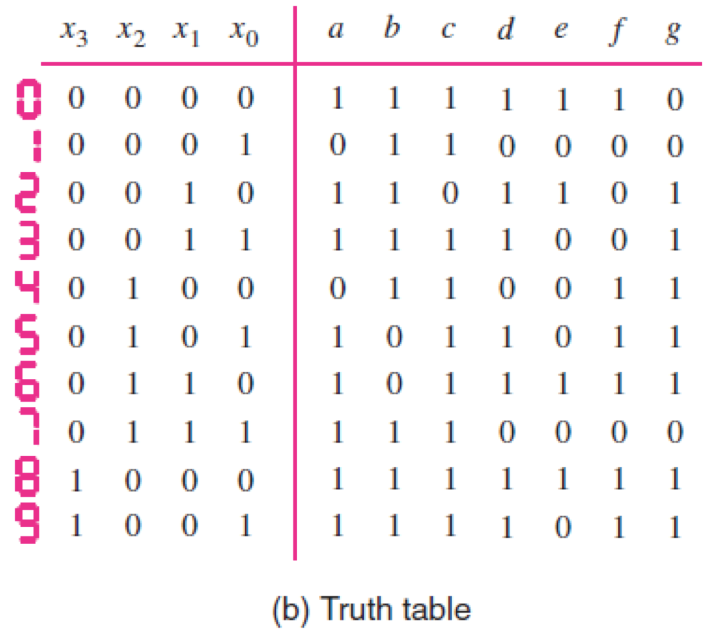 x3 x2 x1 x0 a b c d e f g
0 0 0 0 0 1 1 1 1 1 1 0
1 0 0 0 1 0 1 1 0 0 0 0
2 0 0 1 0 1 1 0 1 1 0 1
3 0 0 1 1 1 1 1 1 0 0 1
4 0 1 0 0 0 1 1 0 0 1 1
5 0 1 0 1 1 0 1 1 0 1 1
6 0 1 1 0 1 0 1 1 1 1 1
7 0 1 1 1 1 1 1 0 0 0 0
8 1 0 0 0 1 1 1 1 1 1 1
9 1 0 0 1 1 1 1 1 0 1 1
(b) Truth table